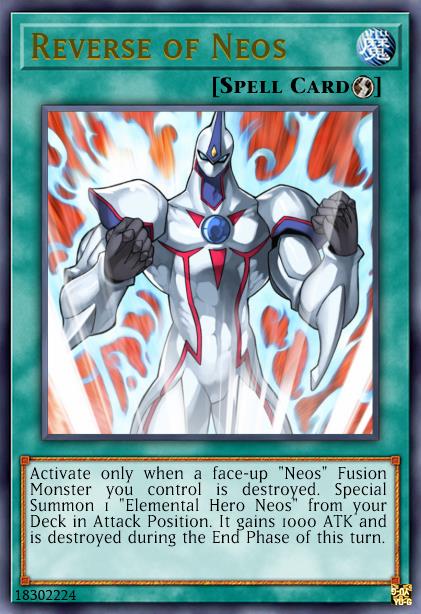 Reverse of Neos
[Spell Card]
Activate only when a face-up "Neos" Fusion
Monster you control is destroyed. Special
Summon 1 "Elemental Hero Neos" from your
Deck in Attack Position. It gains 1000 ATK and
is destroyed during the End Phase of this turn.
18302224